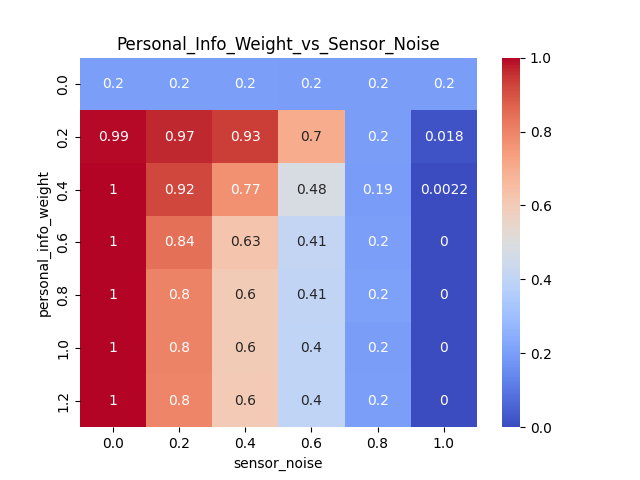 Personal_Info_Weight_vs_Sensor_Noise
0.0 0.2 0.2 0.2 0.2 0.2 0.2
0.2 0.99 0.97 0.93 0.7 0.2 0.018
0.4 1 0.92 0.77 0.48 0.19 0.0022
0.6 1 0.84 0.63 0.41 0.2 0
0.8 1 0.8 0.6 0.41 0.2 0
1.0 1 0.8 0.6 0.4 0.2 0
1.2 1 0.8 0.6 0.4 0.2 0
personal_info_weight
0.0 0.2 0.4 0.6 0.8 1.0
sensor_noise
1.0
0.8
0.6
0.4
0.2
0.0